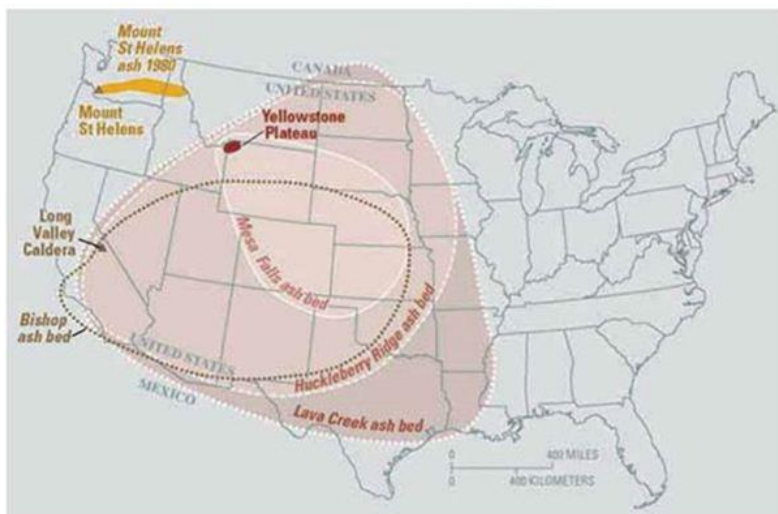 Mount
St Helens
ash 1980
CANADA
UNITED STATES
Mount
St Helens
Yellowstone
Plateau
Long
Valley
Caldera
Mesa Falls ash bed
Bishop
ash bed
Huckleberry Ridge ash bed
UNITED STATES
MEXICO
Lava Creek ash bed
0 400 MILES
0 400 KILOMETERS